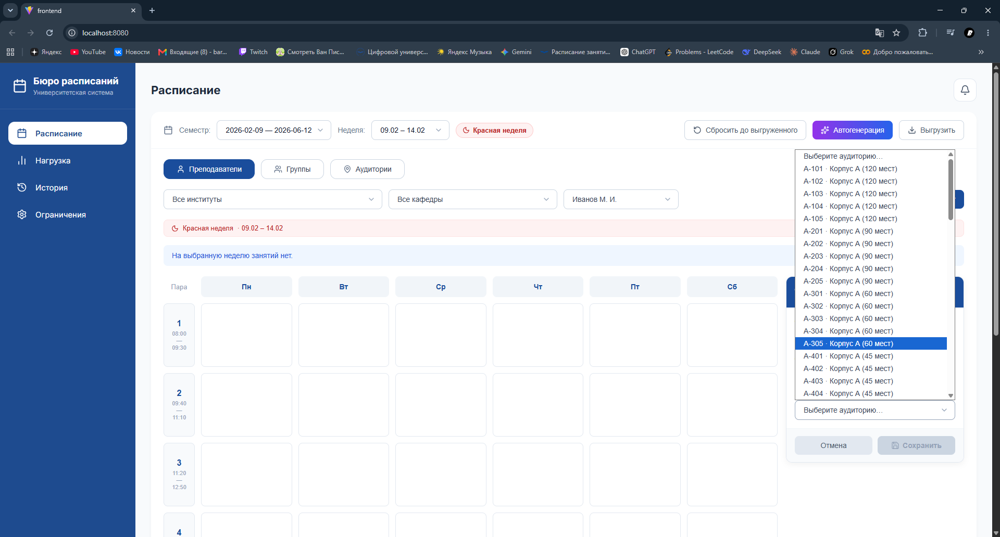 frontend
localhost:8080
Яндекс
YouTube
Новости
Входящие (8) - bar...
Twitch
Смотреть Ван Пис...
Цифровой универс...
Яндекс Музыка
Gemini
Расписание заняти...
ChatGPT
Problems - LeetCode
DeepSeek
Claude
Grok
Добро пожаловать...
Бюро расписаний
Университетская система
Расписание
Нагрузка
История
Ограничения
Расписание
Семестр:
2026-02-09 — 2026-06-12
Неделя:
09.02 – 14.02
Красная неделя
Сбросить до выгруженного
Автогенерация
Выгрузить
Преподаватели
Группы
Аудитории
Все институты
Все кафедры
Иванов М. И.
Красная неделя · 09.02 – 14.02
На выбранную неделю занятий нет.
Пара
Пн
Вт
Ср
Чт
Пт
Сб
1
08:00
—
09:30
2
09:40
—
11:10
3
11:20
—
12:50
4
Выберите аудиторию...
А-101 · Корпус А (120 мест)
А-102 · Корпус А (120 мест)
А-103 · Корпус А (120 мест)
А-104 · Корпус А (120 мест)
А-105 · Корпус А (120 мест)
А-201 · Корпус А (90 мест)
А-202 · Корпус А (90 мест)
А-203 · Корпус А (90 мест)
А-204 · Корпус А (90 мест)
А-205 · Корпус А (90 мест)
А-301 · Корпус А (60 мест)
А-302 · Корпус А (60 мест)
А-303 · Корпус А (60 мест)
А-304 · Корпус А (60 мест)
А-305 · Корпус А (60 мест)
А-401 · Корпус А (45 мест)
А-402 · Корпус А (45 мест)
А-403 · Корпус А (45 мест)
А-404 · Корпус А (45 мест)
Выберите аудиторию...
Отмена
Сохранить